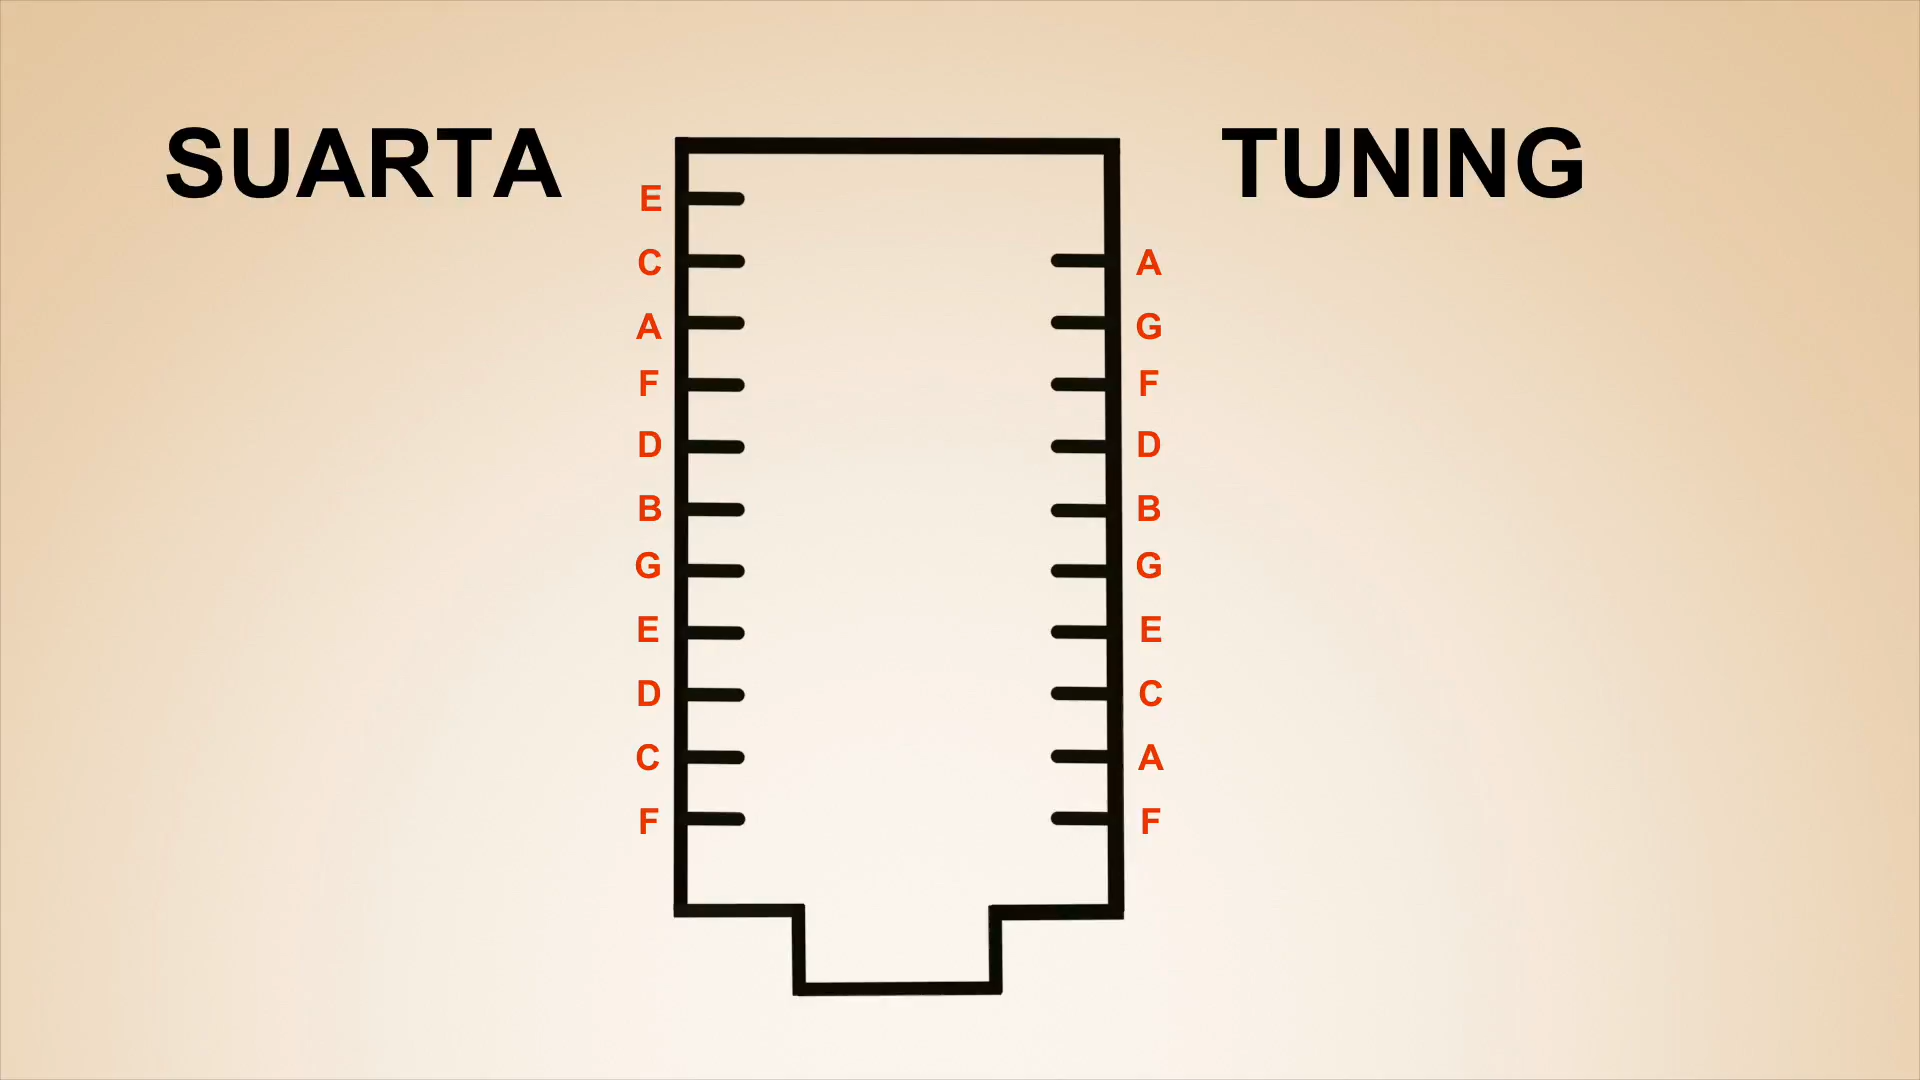 SUARTA TUNING
E
C A
A G
F F
D D
B B
G G
E E
D C
C A
F F